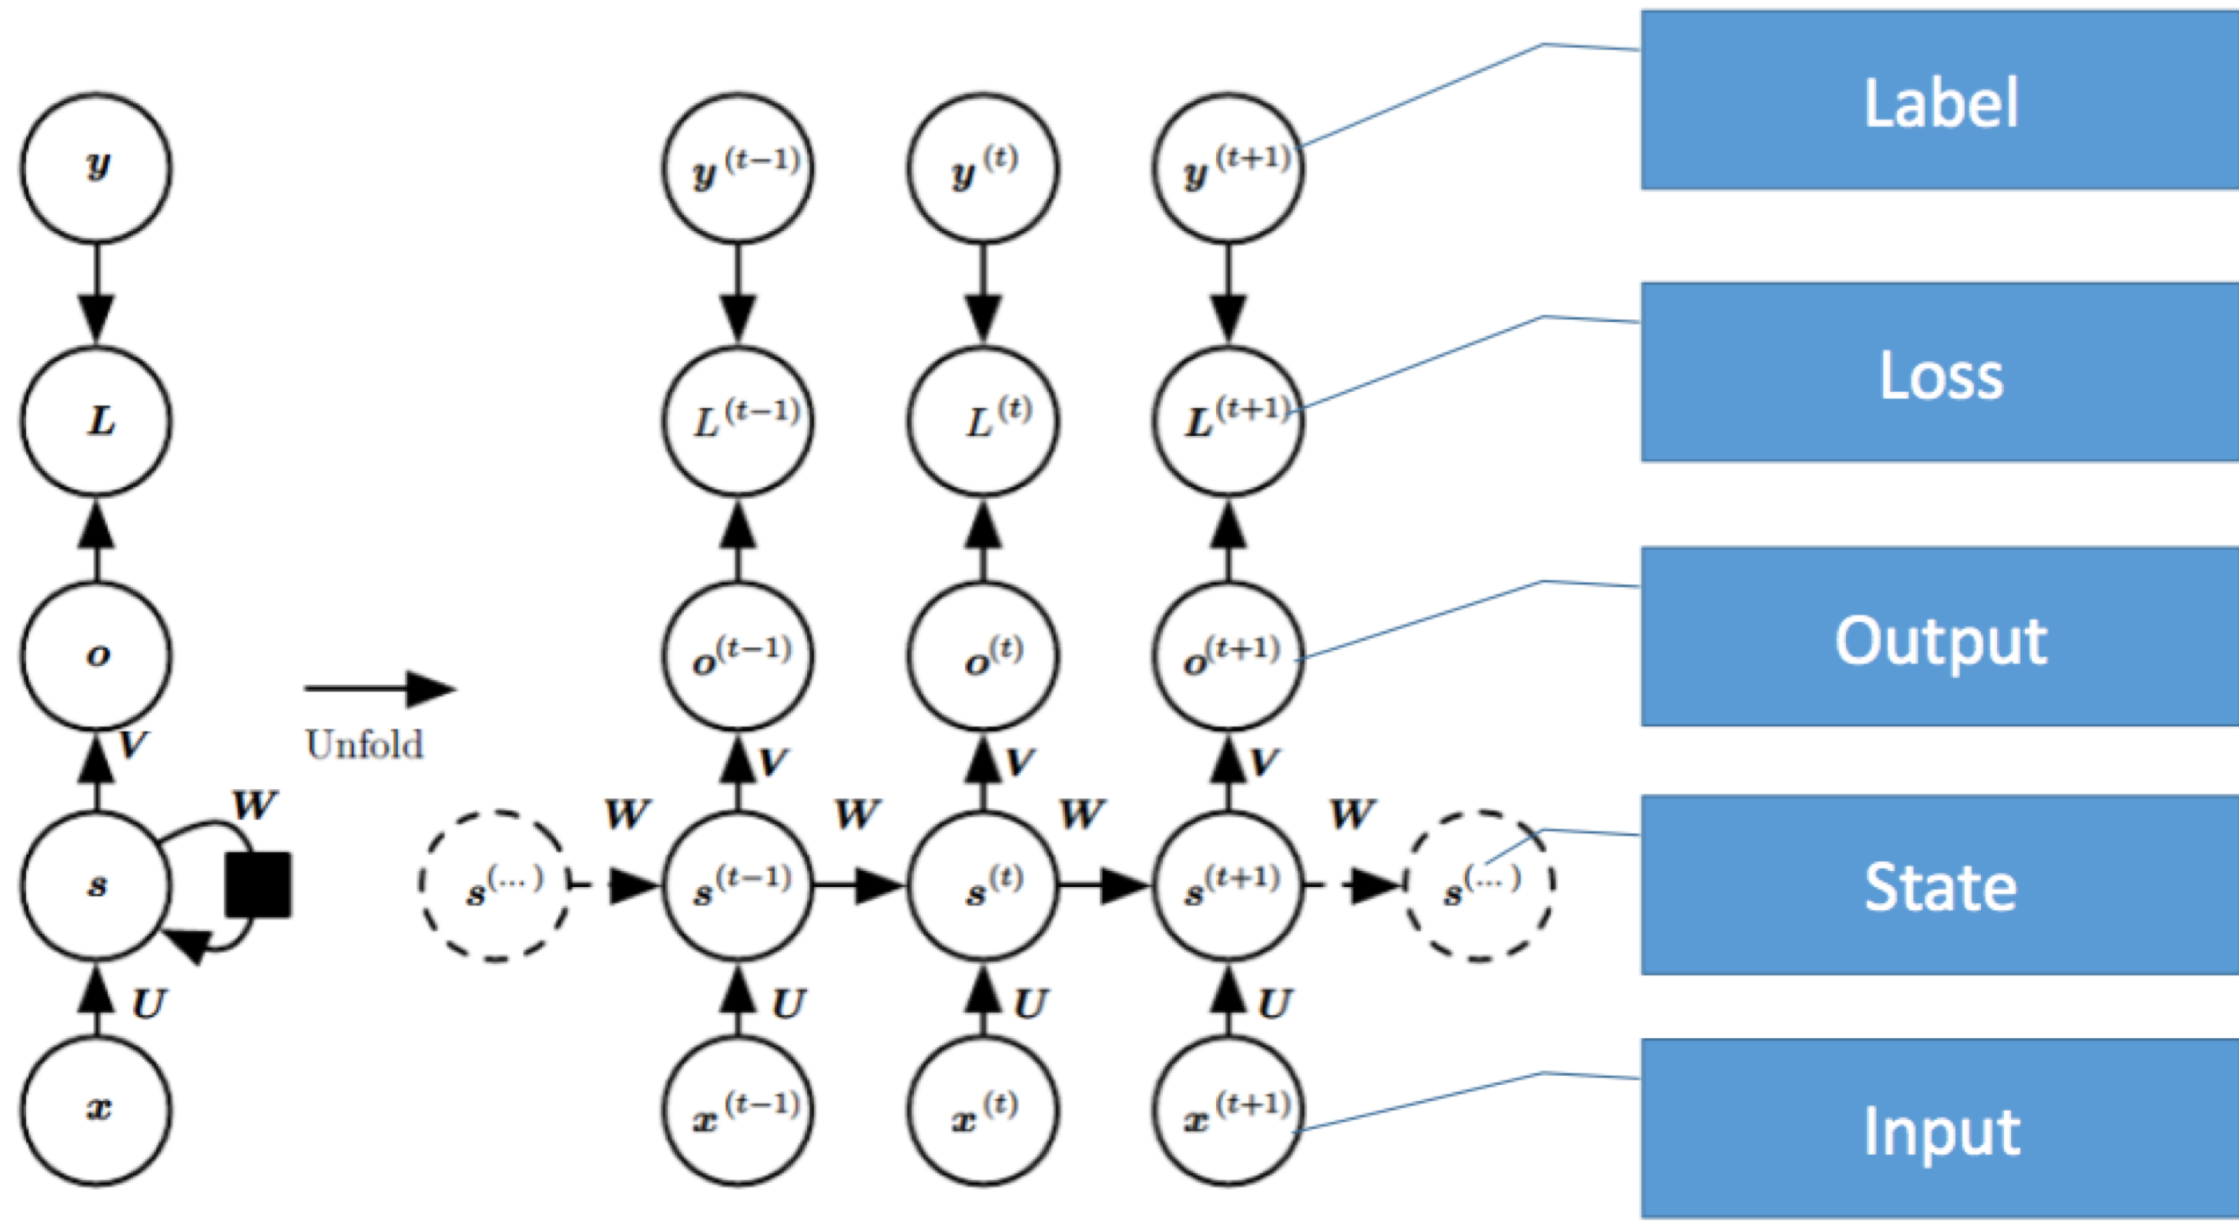 y y^(t−1) y^(t) y^(t+1) Label
L L^(t−1) L^(t) L^(t+1) Loss
o o^(t−1) o^(t) o^(t+1) Output
Unfold
V V V V
W W W W W
s s^(...) s^(t−1) s^(t) s^(t+1) s^(...) State
U U U U
x x^(t−1) x^(t) x^(t+1) Input